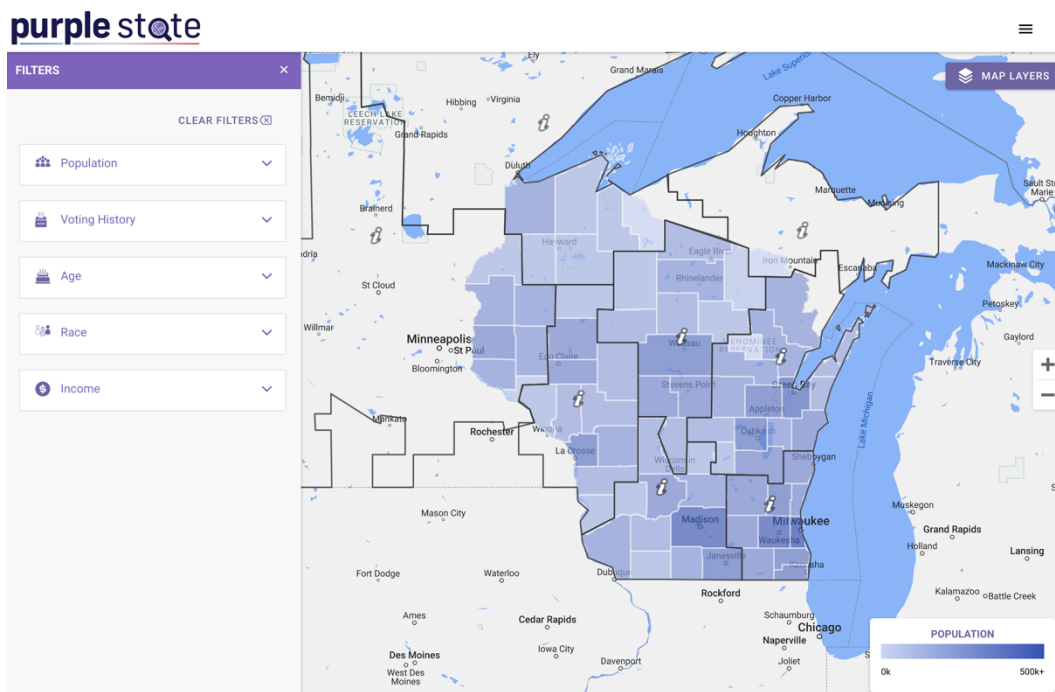 purple state
FILTERS
CLEAR FILTERS
Population
Voting History
Age
Race
Income
MAP LAYERS
Ely
Grand Marais
Lake Superior
Bemidji
Hibbing
Virginia
Copper Harbor
LEECH LAKE
RESERVATION
Grand Rapids
Houghton
Duluth
Sault Ste
Marie
Marquette
Munising
Brainerd
Hayward
Eagle River
Iron Mountain
Escanaba
Mackinaw City
Rhinelander
St Cloud
Petoskey
Willmar
Gaylord
Minneapolis
St Paul
Wausau
MENOMINEE
RESERVATION
Bloomington
Eau Claire
Traverse City
Stevens Point
Green Bay
Appleton
Mankato
Rochester
Winona
Oshkosh
Lake Michigan
La Crosse
Wisconsin
Dells
Sheboygan
Mason City
Muskegon
Madison
Milwaukee
Grand Rapids
Waukesha
Holland
Lansing
Janesville
Kenosha
Fort Dodge
Waterloo
Dubuque
Rockford
Kalamazoo
Battle Creek
Ames
Cedar Rapids
Schaumburg
Chicago
Naperville
Des Moines
Iowa City
Joliet
West Des
Moines
Davenport
POPULATION
0k
500k+